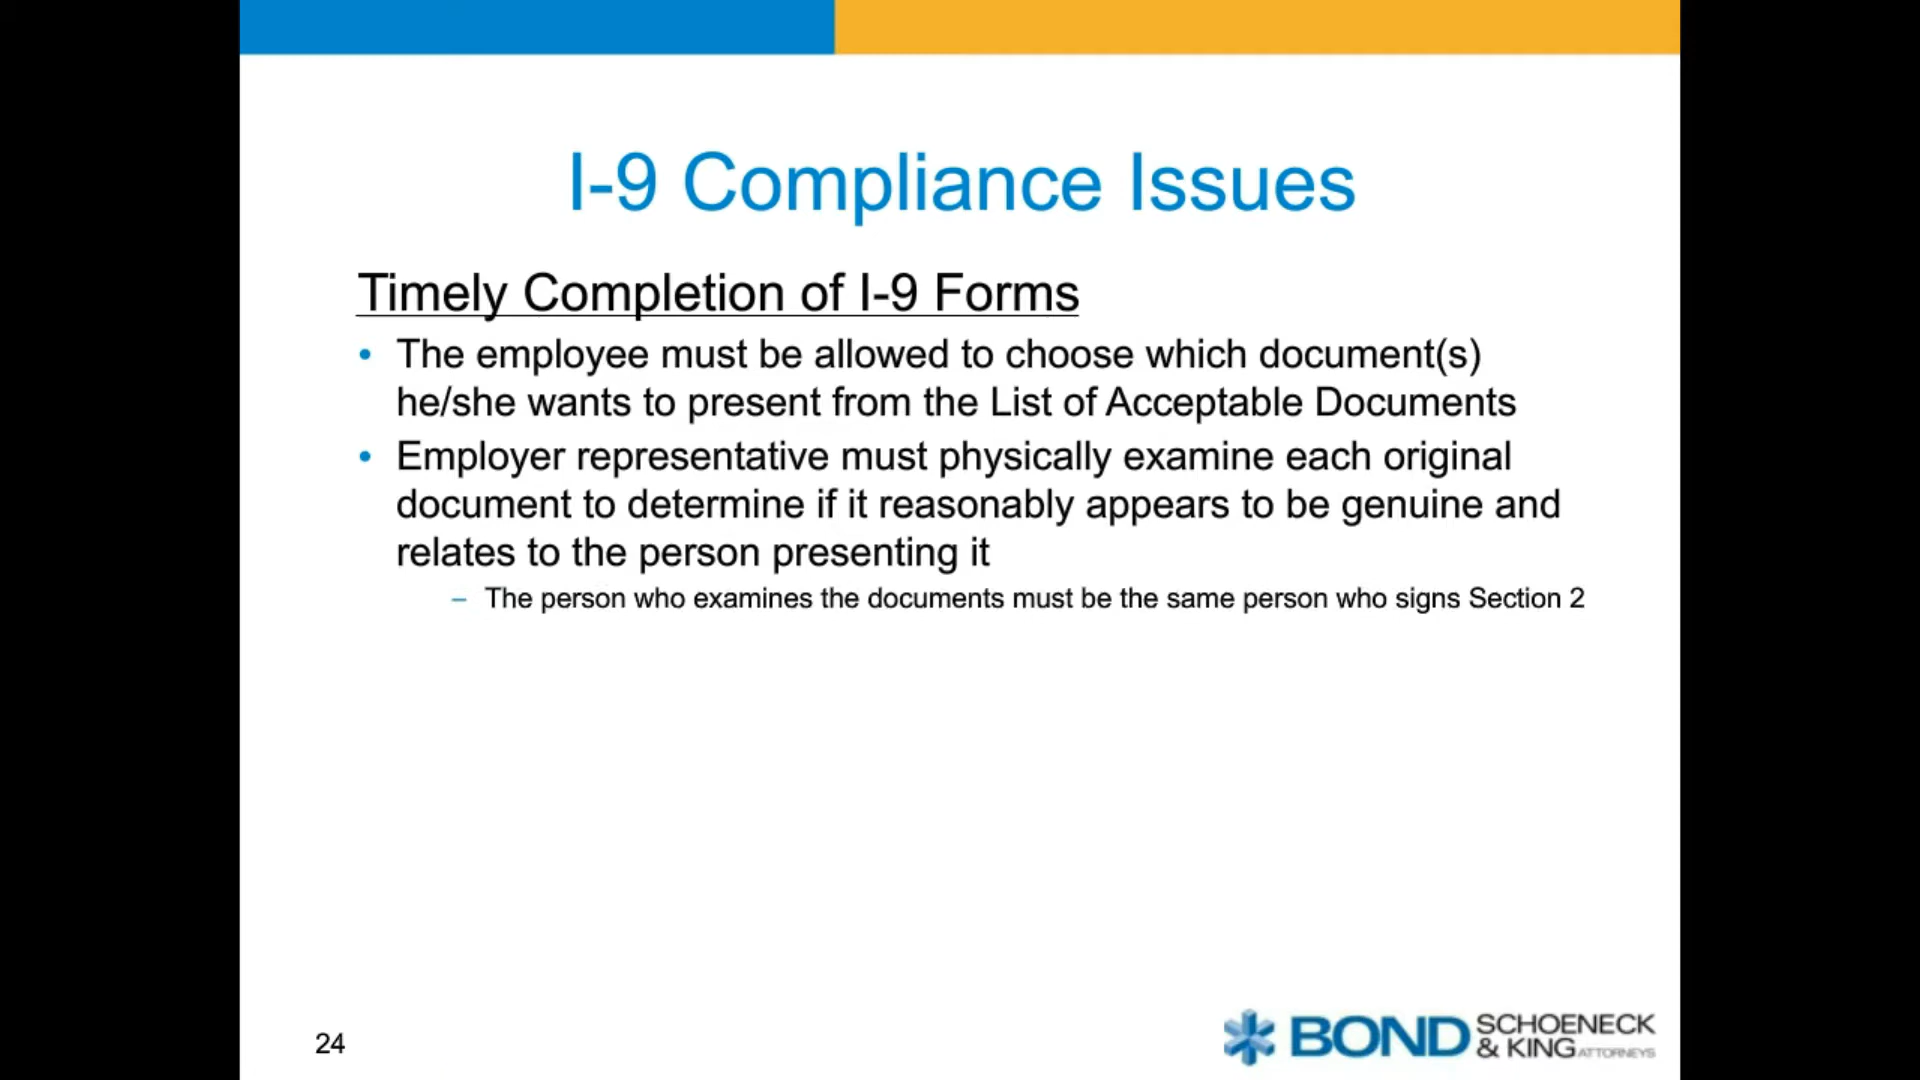 I-9 Compliance Issues
Timely Completion of I-9 Forms
• The employee must be allowed to choose which document(s)
he/she wants to present from the List of Acceptable Documents
• Employer representative must physically examine each original
document to determine if it reasonably appears to be genuine and
relates to the person presenting it
– The person who examines the documents must be the same person who signs Section 2
24
BOND SCHOENECK
& KING ATTORNEYS